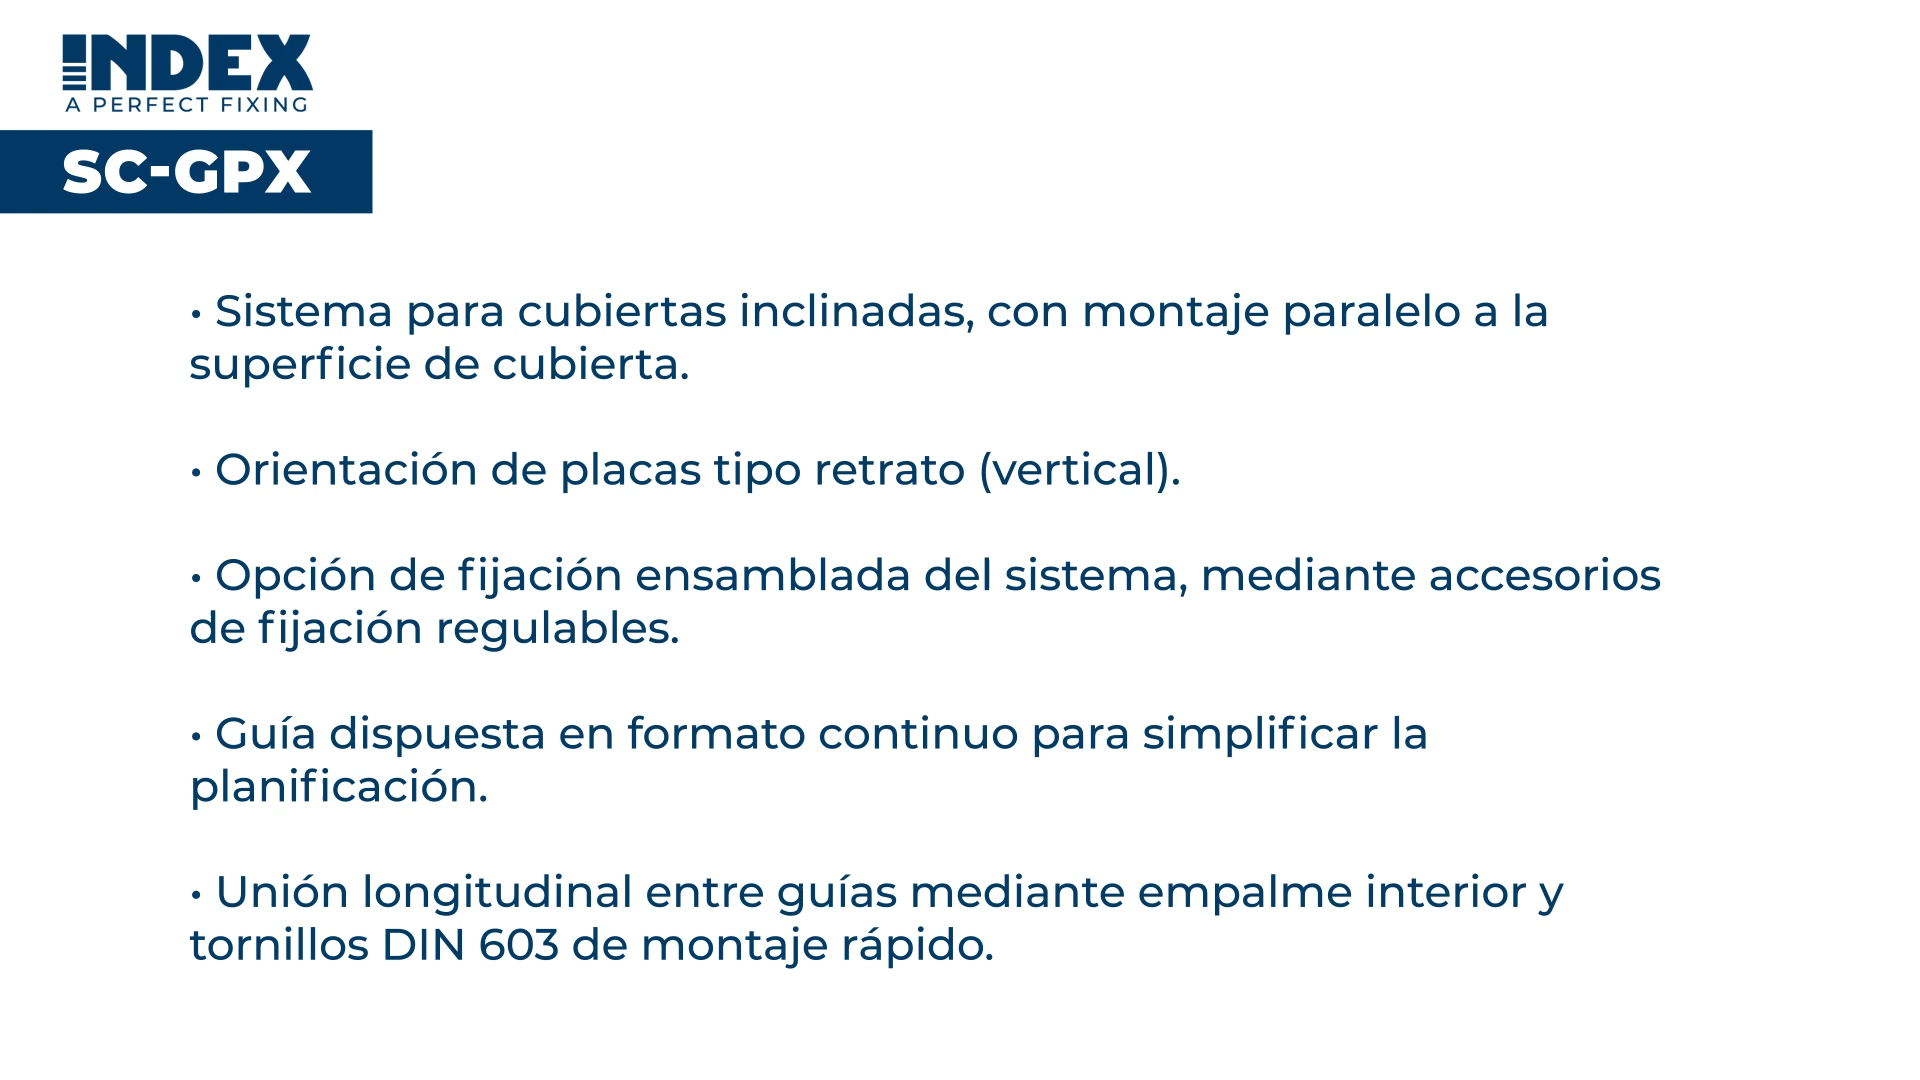 INDEX
A PERFECT FIXING
SC-GPX
• Sistema para cubiertas inclinadas, con montaje paralelo a la
superficie de cubierta.
• Orientación de placas tipo retrato (vertical).
• Opción de fijación ensamblada del sistema, mediante accesorios
de fijación regulables.
• Guía dispuesta en formato continuo para simplificar la
planificación.
• Unión longitudinal entre guías mediante empalme interior y
tornillos DIN 603 de montaje rápido.